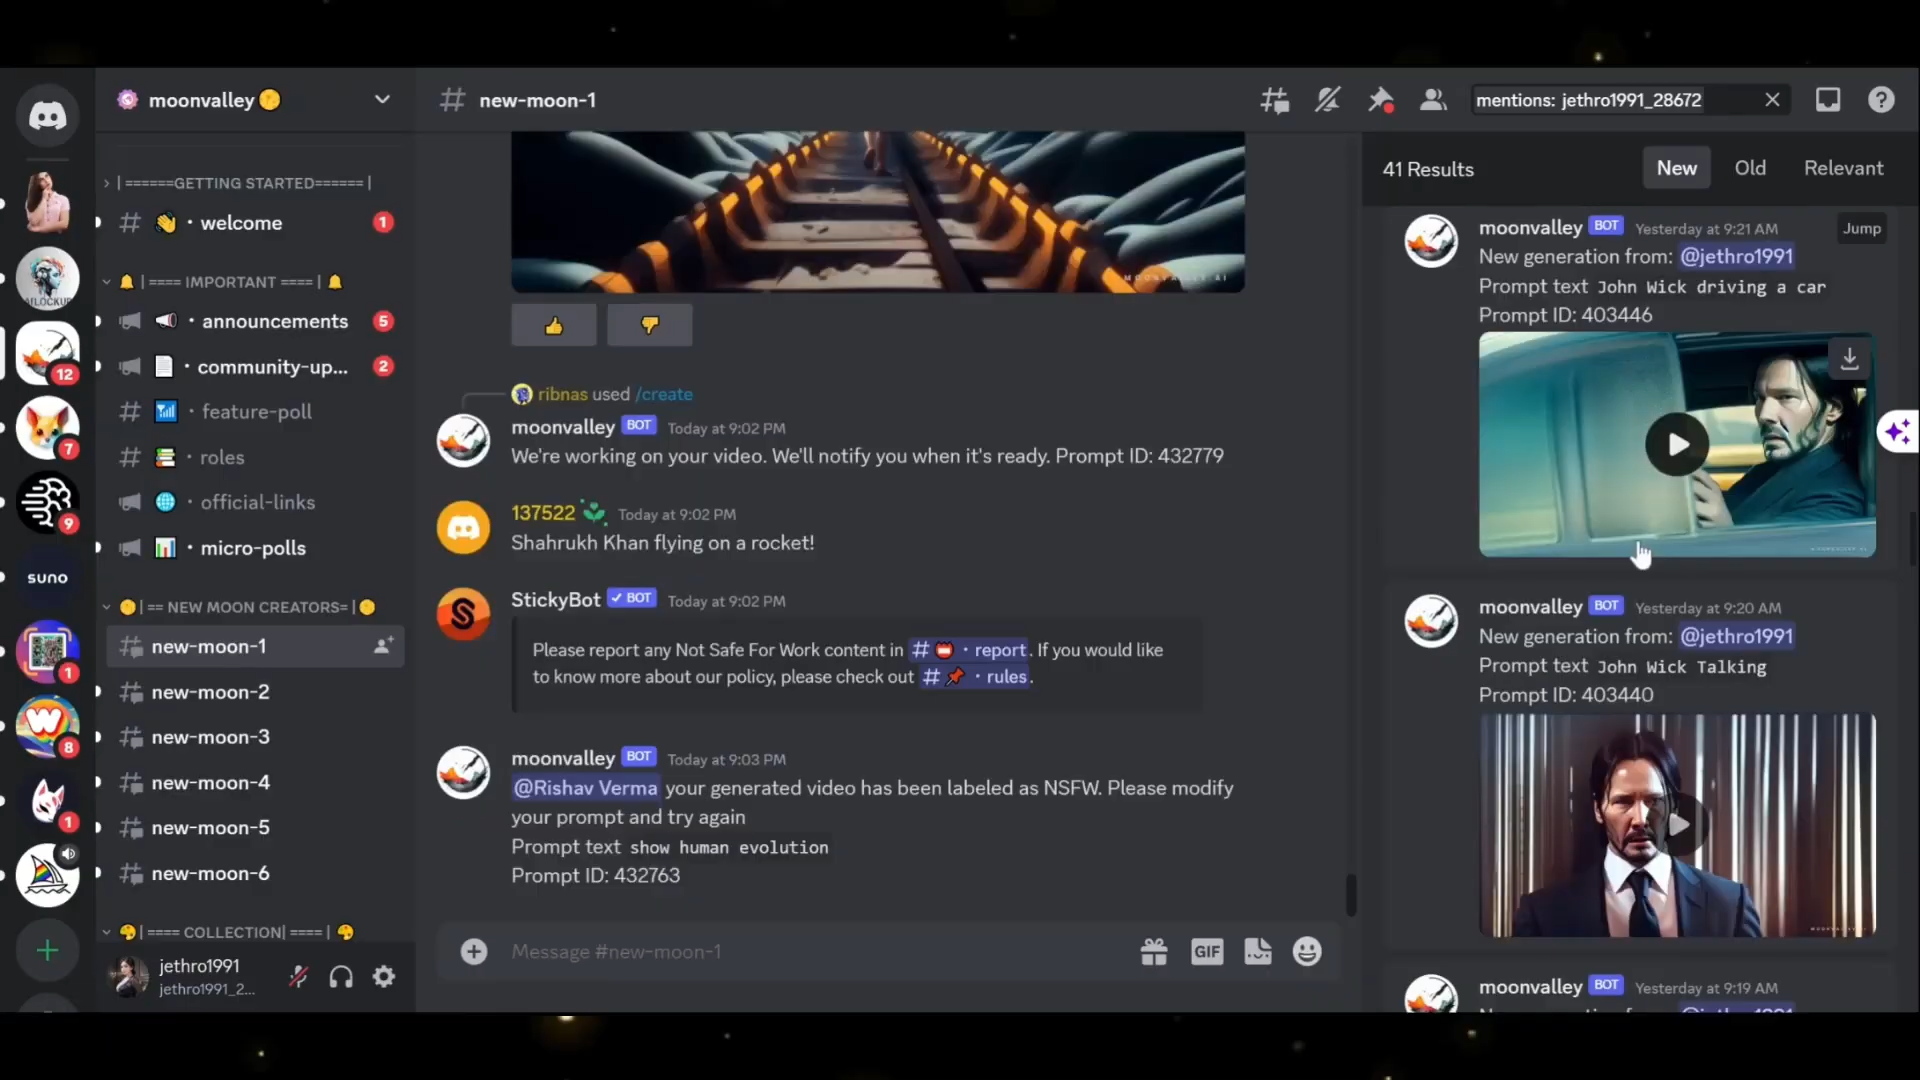 moonvalley
new-moon-1
mentions: jethro1991_28672
|======GETTING STARTED======|
welcome
1
|==== IMPORTANT ====|
announcements
5
community-up...
2
feature-poll
roles
official-links
micro-polls
|== NEW MOON CREATORS=|
new-moon-1
new-moon-2
new-moon-3
new-moon-4
new-moon-5
new-moon-6
|==== COLLECTION|====|
jethro1991
jethro1991_2...
12
7
9
suno
1
8
1
MOONVALLEY.AI
ribnas used /create
moonvalley BOT Today at 9:02 PM
We're working on your video. We'll notify you when it's ready. Prompt ID: 432779
137522 Today at 9:02 PM
Shahrukh Khan flying on a rocket!
StickyBot BOT Today at 9:02 PM
Please report any Not Safe For Work content in # · report. If you would like
to know more about our policy, please check out # · rules.
moonvalley BOT Today at 9:03 PM
@Rishav Verma your generated video has been labeled as NSFW. Please modify
your prompt and try again
Prompt text show human evolution
Prompt ID: 432763
Message #new-moon-1
GIF
41 Results
New
Old
Relevant
moonvalley BOT Yesterday at 9:21 AM
Jump
New generation from: @jethro1991
Prompt text John Wick driving a car
Prompt ID: 403446
moonvalley BOT Yesterday at 9:20 AM
New generation from: @jethro1991
Prompt text John Wick Talking
Prompt ID: 403440
moonvalley BOT Yesterday at 9:19 AM